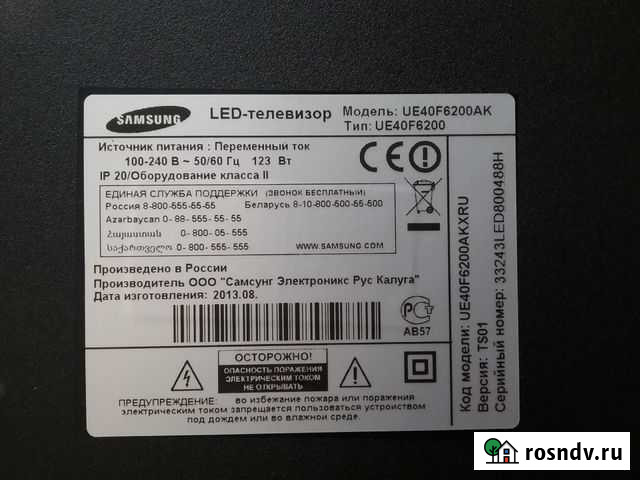 SAMSUNG
LED-телевизор
Модель: UE40F6200AK
Тип: UE40F6200
Источник питания : Переменный ток
100-240 В ~ 50/60 Гц 123 Вт
IP 20/Оборудование класса II
ЕДИНАЯ СЛУЖБА ПОДДЕРЖКИ (ЗВОНОК БЕСПЛАТНЫЙ)
Россия 8-800-555-55-55 Беларусь 8-10-800-500-55-500
Azarbaycan 0-88-555-55-55
Հայաստան 0-800-05-555
საქართველო 0-800-555-555
WWW.SAMSUNG.COM
Произведено в России
Производитель ООО "Самсунг Электроникс Рус Калуга"
Дата изготовления: 2013.08.
АВ57
ОСТОРОЖНО!
ОПАСНОСТЬ ПОРАЖЕНИЯ
ЭЛЕКТРИЧЕСКИМ ТОКОМ
НЕ ОТКРЫВАТЬ
ПРЕДУПРЕЖДЕНИЕ: во избежание пожара или поражения
электрическим током запрещается пользоваться устройством
под дождем или во влажной среде.
Код модели: UE40F6200AKXRU
Версия: TS01
Серийный номер: 33243LED800488H
rosndv.ru